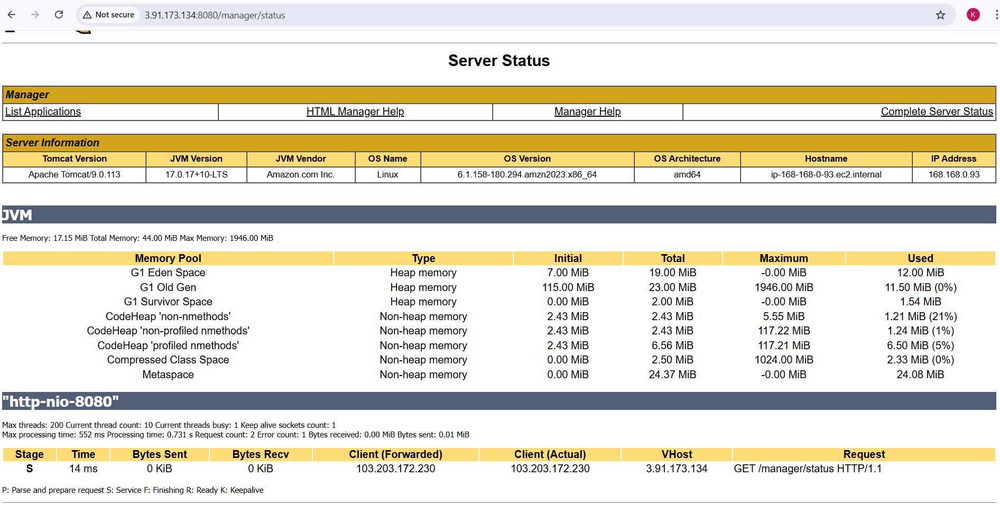 Not secure 3.91.173.134:8080/manager/status K
Server Status
Manager
List Applications HTML Manager Help Manager Help Complete Server Status
Server Information
Tomcat Version JVM Version JVM Vendor OS Name OS Version OS Architecture Hostname IP Address
Apache Tomcat/9.0.113 17.0.17+10-LTS Amazon.com Inc. Linux 6.1.158-180.294.amzn2023.x86_64 amd64 ip-168-168-0-93.ec2.internal 168.168.0.93
JVM
Free Memory: 17.15 MiB Total Memory: 44.00 MiB Max Memory: 1946.00 MiB
Memory Pool Type Initial Total Maximum Used
G1 Eden Space Heap memory 7.00 MiB 19.00 MiB -0.00 MiB 12.00 MiB
G1 Old Gen Heap memory 115.00 MiB 23.00 MiB 1946.00 MiB 11.50 MiB (0%)
G1 Survivor Space Heap memory 0.00 MiB 2.00 MiB -0.00 MiB 1.54 MiB
CodeHeap 'non-nmethods' Non-heap memory 2.43 MiB 2.43 MiB 5.55 MiB 1.21 MiB (21%)
CodeHeap 'non-profiled nmethods' Non-heap memory 2.43 MiB 2.43 MiB 117.22 MiB 1.24 MiB (1%)
CodeHeap 'profiled nmethods' Non-heap memory 2.43 MiB 6.56 MiB 117.21 MiB 6.50 MiB (5%)
Compressed Class Space Non-heap memory 0.00 MiB 2.50 MiB 1024.00 MiB 2.33 MiB (0%)
Metaspace Non-heap memory 0.00 MiB 24.37 MiB -0.00 MiB 24.08 MiB
"http-nio-8080"
Max threads: 200 Current thread count: 10 Current threads busy: 1 Keep alive sockets count: 1
Max processing time: 552 ms Processing time: 0.731 s Request count: 2 Error count: 1 Bytes received: 0.00 MiB Bytes sent: 0.01 MiB
Stage Time Bytes Sent Bytes Recv Client (Forwarded) Client (Actual) VHost Request
S 14 ms 0 KiB 0 KiB 103.203.172.230 103.203.172.230 3.91.173.134 GET /manager/status HTTP/1.1
P: Parse and prepare request S: Service F: Finishing R: Ready K: Keepalive